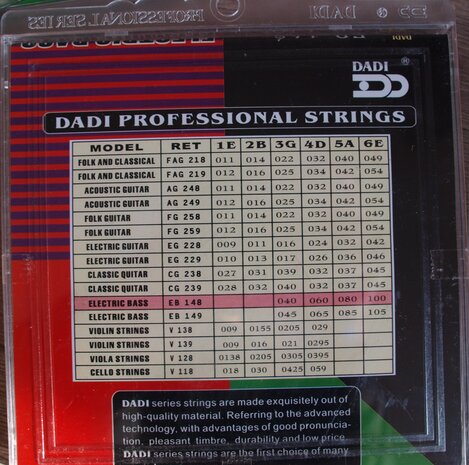 PROFESSIONAL SERIES ® DADI
DADI
DADI ®
DADI PROFESSIONAL STRINGS
MODEL RET 1E 2B 3G 4D 5A 6E
FOLK AND CLASSICAL FAG 218 011 014 022 032 040 049
FOLK AND CLASSICAL FAG 219 012 016 025 034 042 054
ACOUSTIC GUITAR AG 248 011 014 022 032 040 049
ACOUSTIC GUITAR AG 249 012 016 025 034 042 054
FOLK GUITAR FG 258 011 014 022 032 040 049
FOLK GUITAR FG 259 012 016 025 034 042 054
ELECTRIC GUITAR EG 228 009 011 016 024 032 042
ELECTRIC GUITAR EG 229 010 013 017 026 036 046
CLASSIC QUITAR CG 238 027 031 039 032 037 045
CLASSIC QUITAR CG 239 028 032 040 032 037 045
ELECTRIC BASS EB 148 040 060 080 100
ELECTRIC BASS EB 149 045 065 085 105
VIOLIN STRINGS V 138 009 0155 0205 029
VIOLIN STRINGS V 139 009 016 021 0295
VIOLA STRINGS V 128 0138 0205 0305 0395
CELLO STRINGS V 118 018 030 0425 059
DADI series strings are made exquisitely out of
high-quality material. Referring to the advanced
technology, with advantages of good pronuncia-
tion, pleasant timbre, durability and low price.
DADI series strings are the first choice of many